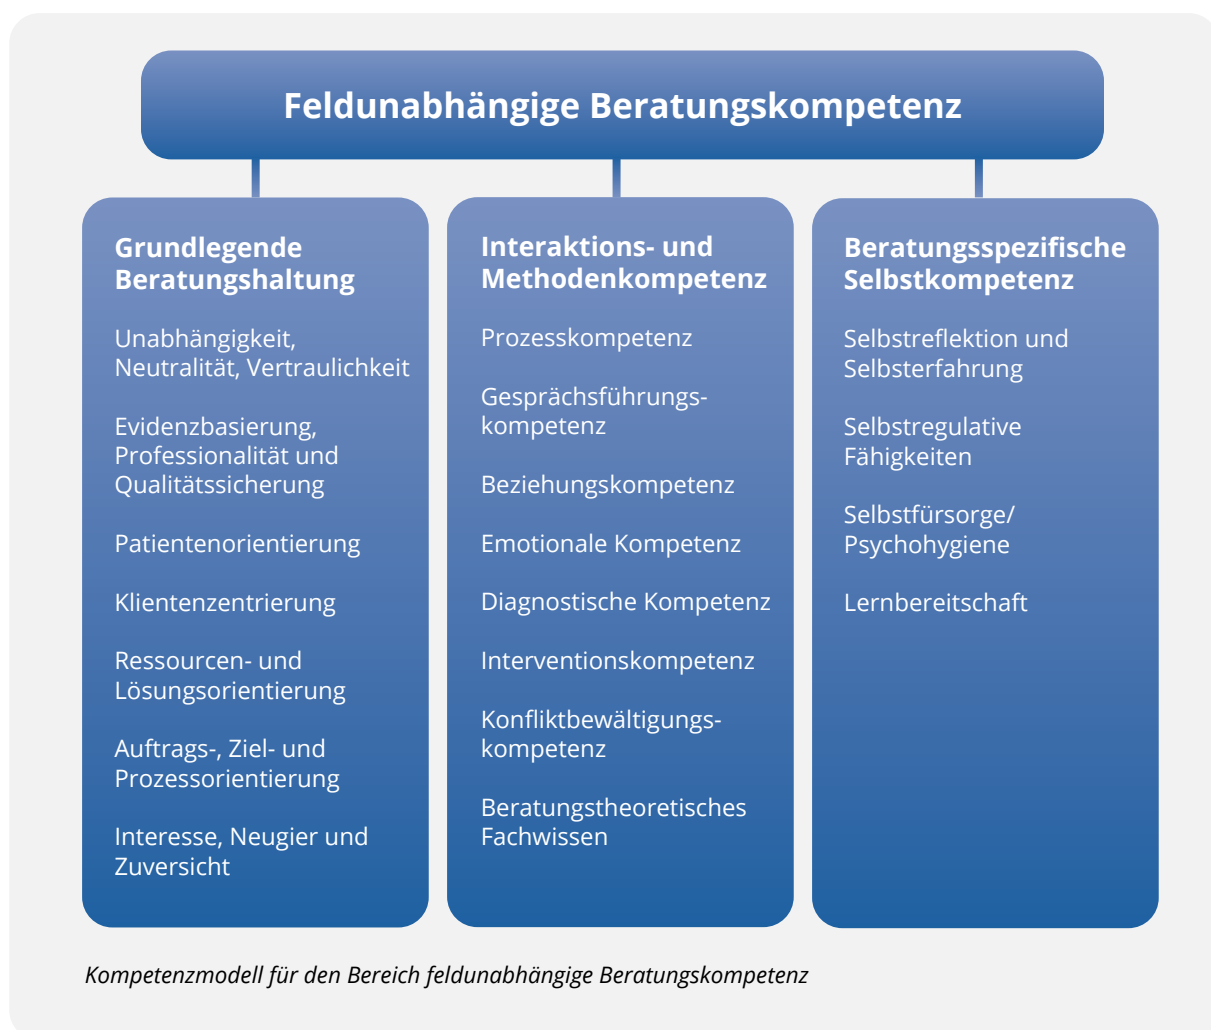 Feldunabhängige Beratungskompetenz
Grundlegende
Beratungshaltung
Unabhängigkeit,
Neutralität, Vertraulichkeit
Evidenzbasierung,
Professionalität und
Qualitätssicherung
Patientenorientierung
Klientenzentrierung
Ressourcen- und
Lösungsorientierung
Auftrags-, Ziel- und
Prozessorientierung
Interesse, Neugier und
Zuversicht
Interaktions- und
Methodenkompetenz
Prozesskompetenz
Gesprächsführungs-
kompetenz
Beziehungskompetenz
Emotionale Kompetenz
Diagnostische Kompetenz
Interventionskompetenz
Konfliktbewältigungs-
kompetenz
Beratungstheoretisches
Fachwissen
Beratungsspezifische
Selbstkompetenz
Selbstreflektion und
Selbsterfahrung
Selbstregulative
Fähigkeiten
Selbstfürsorge/
Psychohygiene
Lernbereitschaft
Kompetenzmodell für den Bereich feldunabhängige Beratungskompetenz